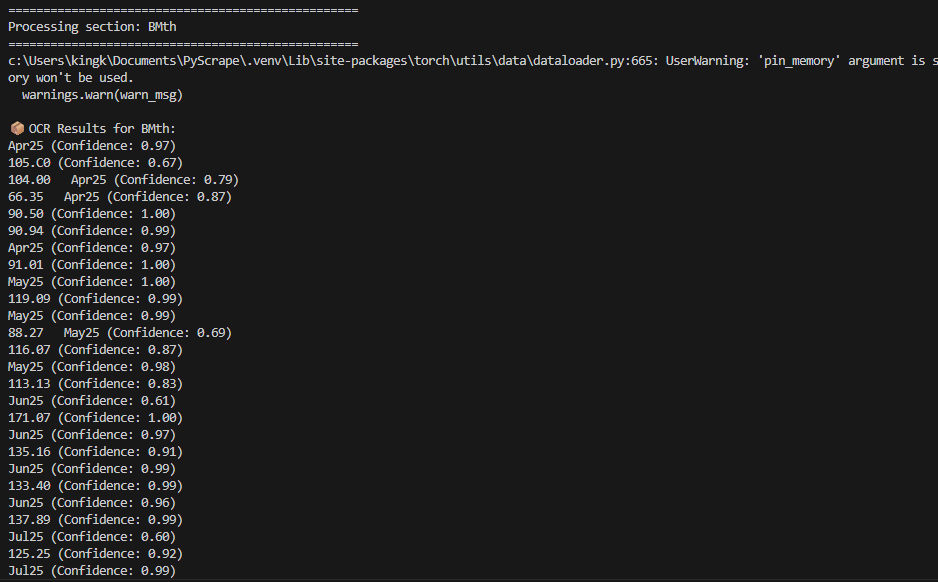 ==================================================
Processing section: BMth
==================================================
c:\Users\kingk\Documents\PyScrape\.venv\Lib\site-packages\torch\utils\data\dataloader.py:665: UserWarning: 'pin_memory' argument is s
ory won't be used.
  warnings.warn(warn_msg)

📦 OCR Results for BMth:
Apr25 (Confidence: 0.97)
105.C0 (Confidence: 0.67)
104.00   Apr25 (Confidence: 0.79)
66.35   Apr25 (Confidence: 0.87)
90.50 (Confidence: 1.00)
90.94 (Confidence: 0.99)
Apr25 (Confidence: 0.97)
91.01 (Confidence: 1.00)
May25 (Confidence: 1.00)
119.09 (Confidence: 0.99)
May25 (Confidence: 0.99)
88.27   May25 (Confidence: 0.69)
116.07 (Confidence: 0.87)
May25 (Confidence: 0.98)
113.13 (Confidence: 0.83)
Jun25 (Confidence: 0.61)
171.07 (Confidence: 1.00)
Jun25 (Confidence: 0.97)
135.16 (Confidence: 0.91)
Jun25 (Confidence: 0.99)
133.40 (Confidence: 0.99)
Jun25 (Confidence: 0.96)
137.89 (Confidence: 0.99)
Jul25 (Confidence: 0.60)
125.25 (Confidence: 0.92)
Jul25 (Confidence: 0.99)